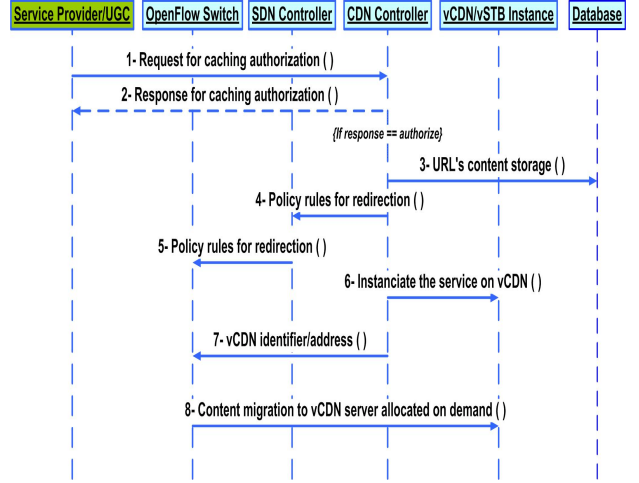 Service Provider/UGC
OpenFlow Switch
SDN Controller
CDN Controller
vCDN/vSTB Instance
Database
1- Request for caching authorization ( )
2- Response for caching authorization ( )
{If response == authorize}
3- URL's content storage ( )
4- Policy rules for redirection ( )
5- Policy rules for redirection ( )
6- Instanciate the service on vCDN ( )
7- vCDN identifier/address ( )
8- Content migration to vCDN server allocated on demand ( )